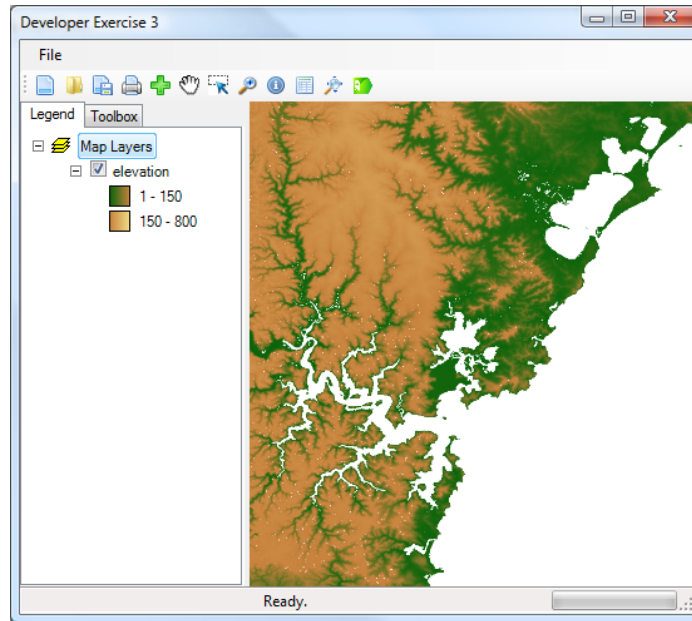 Developer Exercise 3
File
Legend Toolbox
Map Layers
elevation
1 - 150
150 - 800
Ready.